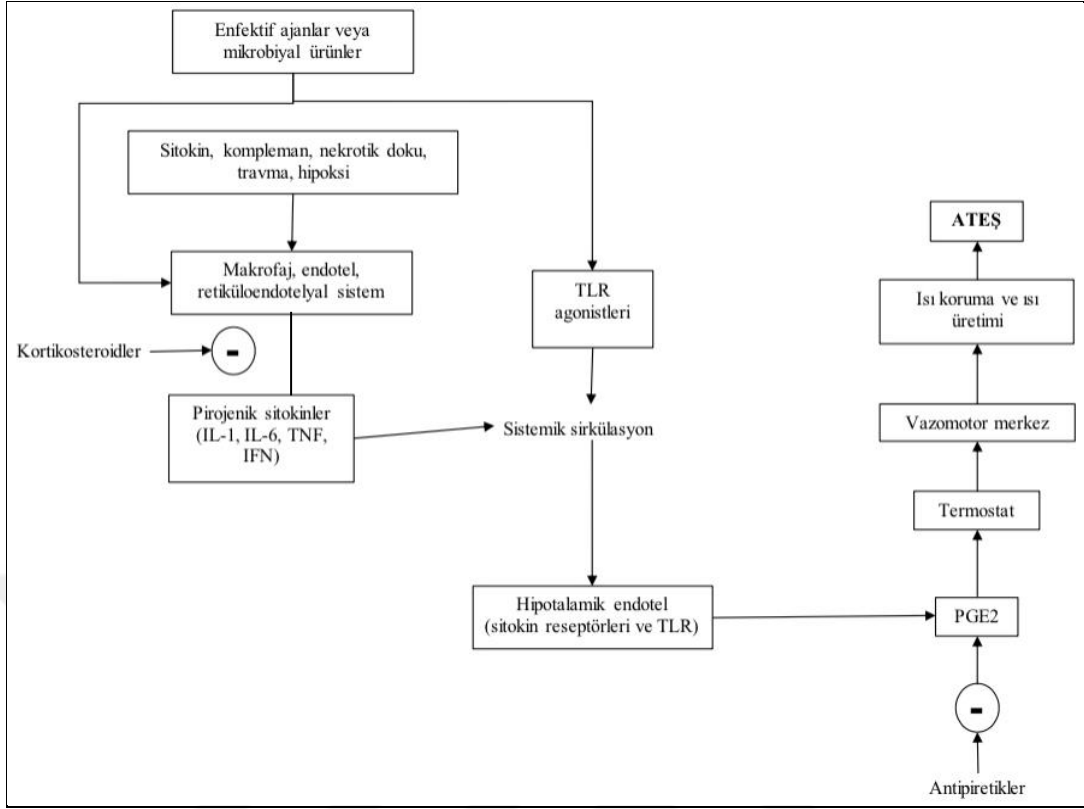 Enfektif ajanlar veya
mikrobiyal ürünler
Sitokin, kompleman, nekrotik doku,
travma, hipoksi
Makrofaj, endotel,
retiküloendotelyal sistem
Kortikosteroidler
-
Pirojenik sitokinler
(IL-1, IL-6, TNF,
IFN)
TLR
agonistleri
Sistemik sirkülasyon
Hipotalamik endotel
(sitokin reseptörleri ve TLR)
ATEŞ
Isı koruma ve ısı
üretimi
Vazomotor merkez
Termostat
PGE2
-
Antipiretikler